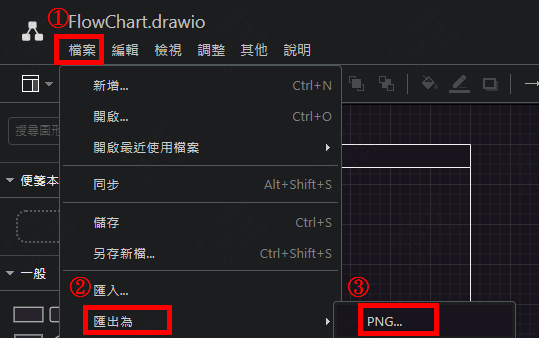 ①
FlowChart.drawio
檔案 編輯 檢視 調整 其他 說明
新增... Ctrl+N
開啟... Ctrl+O
搜尋圖形
開啟最近使用檔案
便箋本
同步 Alt+Shift+S
儲存 Ctrl+S
另存新檔... Ctrl+Shift+S
一般
② 匯入... ③
匯出為
PNG...